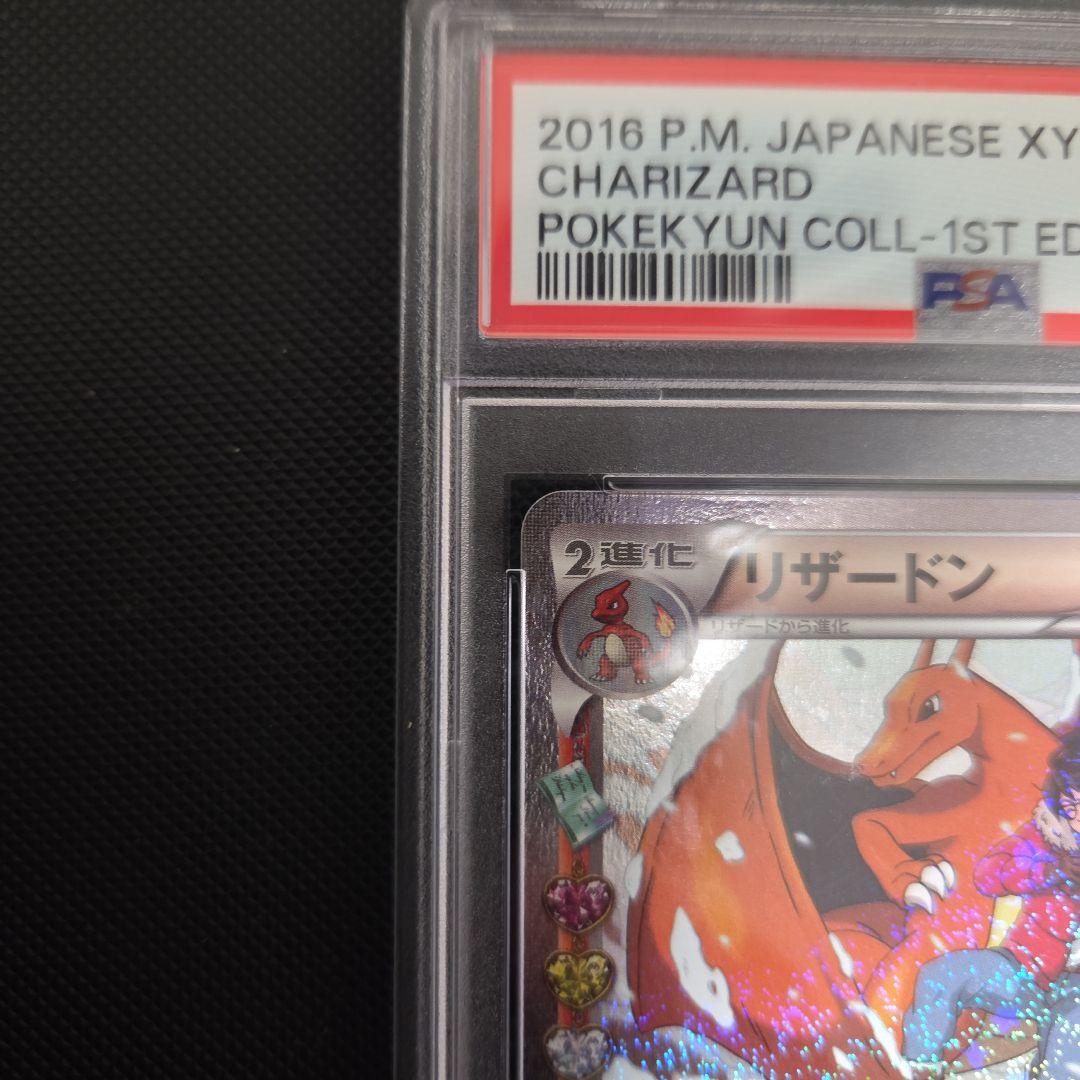 2016 P.M. JAPANESE XY
CHARIZARD
POKEKYUN COLL-1ST ED
PSA
2進化
リザードン
リザードから進化